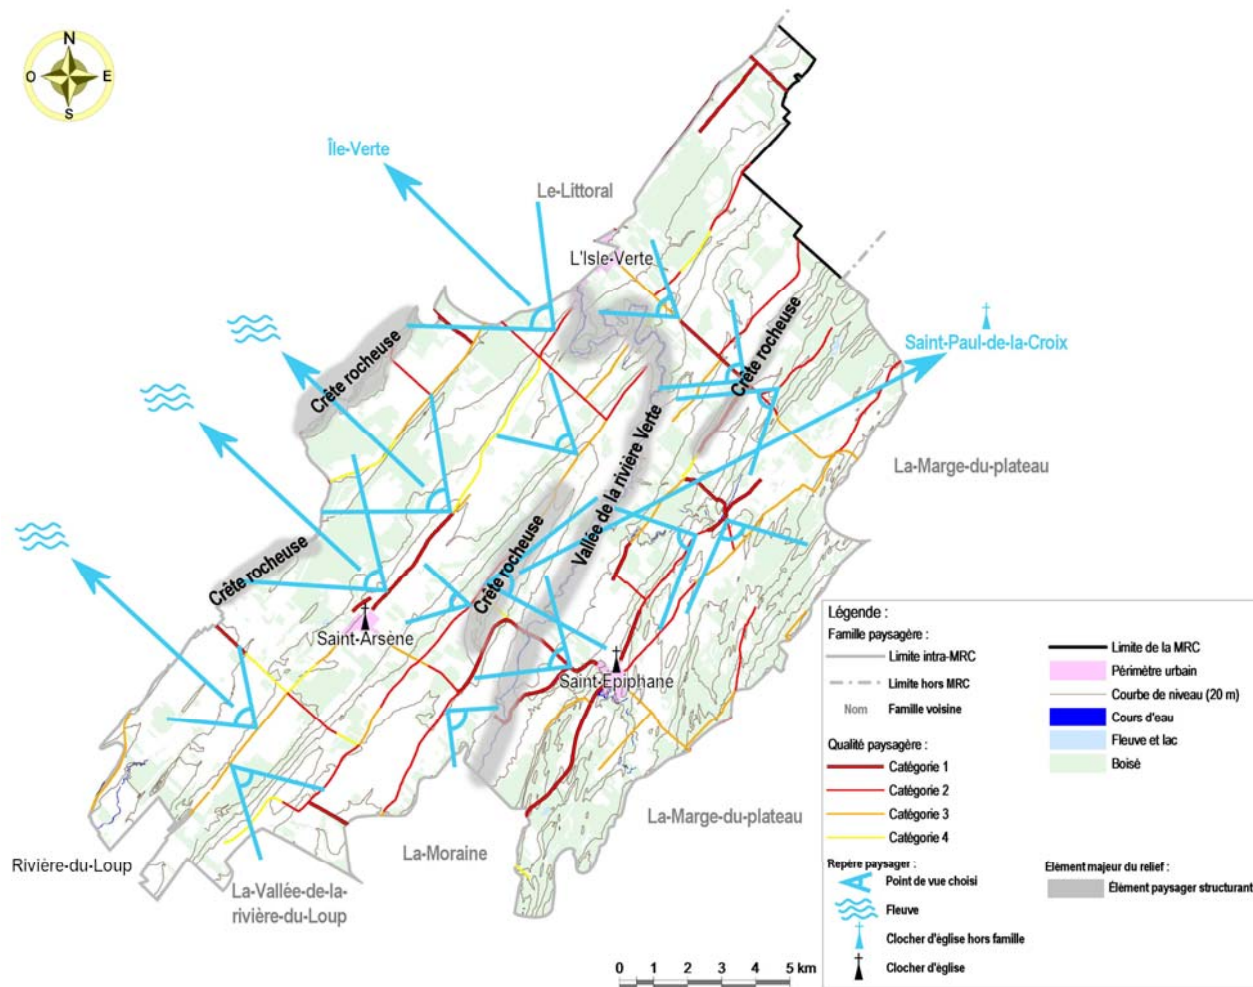 N
O
E
S
Île-Verte
Le-Littoral
L'Isle-Verte
Crête rocheuse
Crête rocheuse
Saint-Paul-de-la-Croix
Vallée de la rivière Verte
La-Marge-du-plateau
Crête rocheuse
Crête rocheuse
Saint-Arsène
Saint-Épiphane
La-Marge-du-plateau
La-Moraine
Rivière-du-Loup
La-Vallée-de-la-
rivière-du-Loup
0 1 2 3 4 5 km
Légende :
Famille paysagère :
Limite intra-MRC
Limite hors MRC
Nom
Famille voisine
Qualité paysagère :
Catégorie 1
Catégorie 2
Catégorie 3
Catégorie 4
Repère paysager :
Point de vue choisi
Fleuve
Clocher d'église hors famille
Clocher d'église
Limite de la MRC
Périmètre urbain
Courbe de niveau (20 m)
Cours d'eau
Fleuve et lac
Boisé
Élément majeur du relief :
Élément paysager structurant